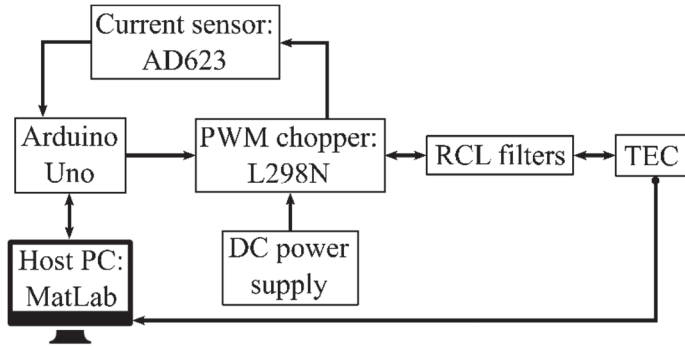 Current sensor:
AD623
Arduino
Uno
PWM chopper:
L298N
RCL filters
TEC
DC power
supply
Host PC:
MatLab